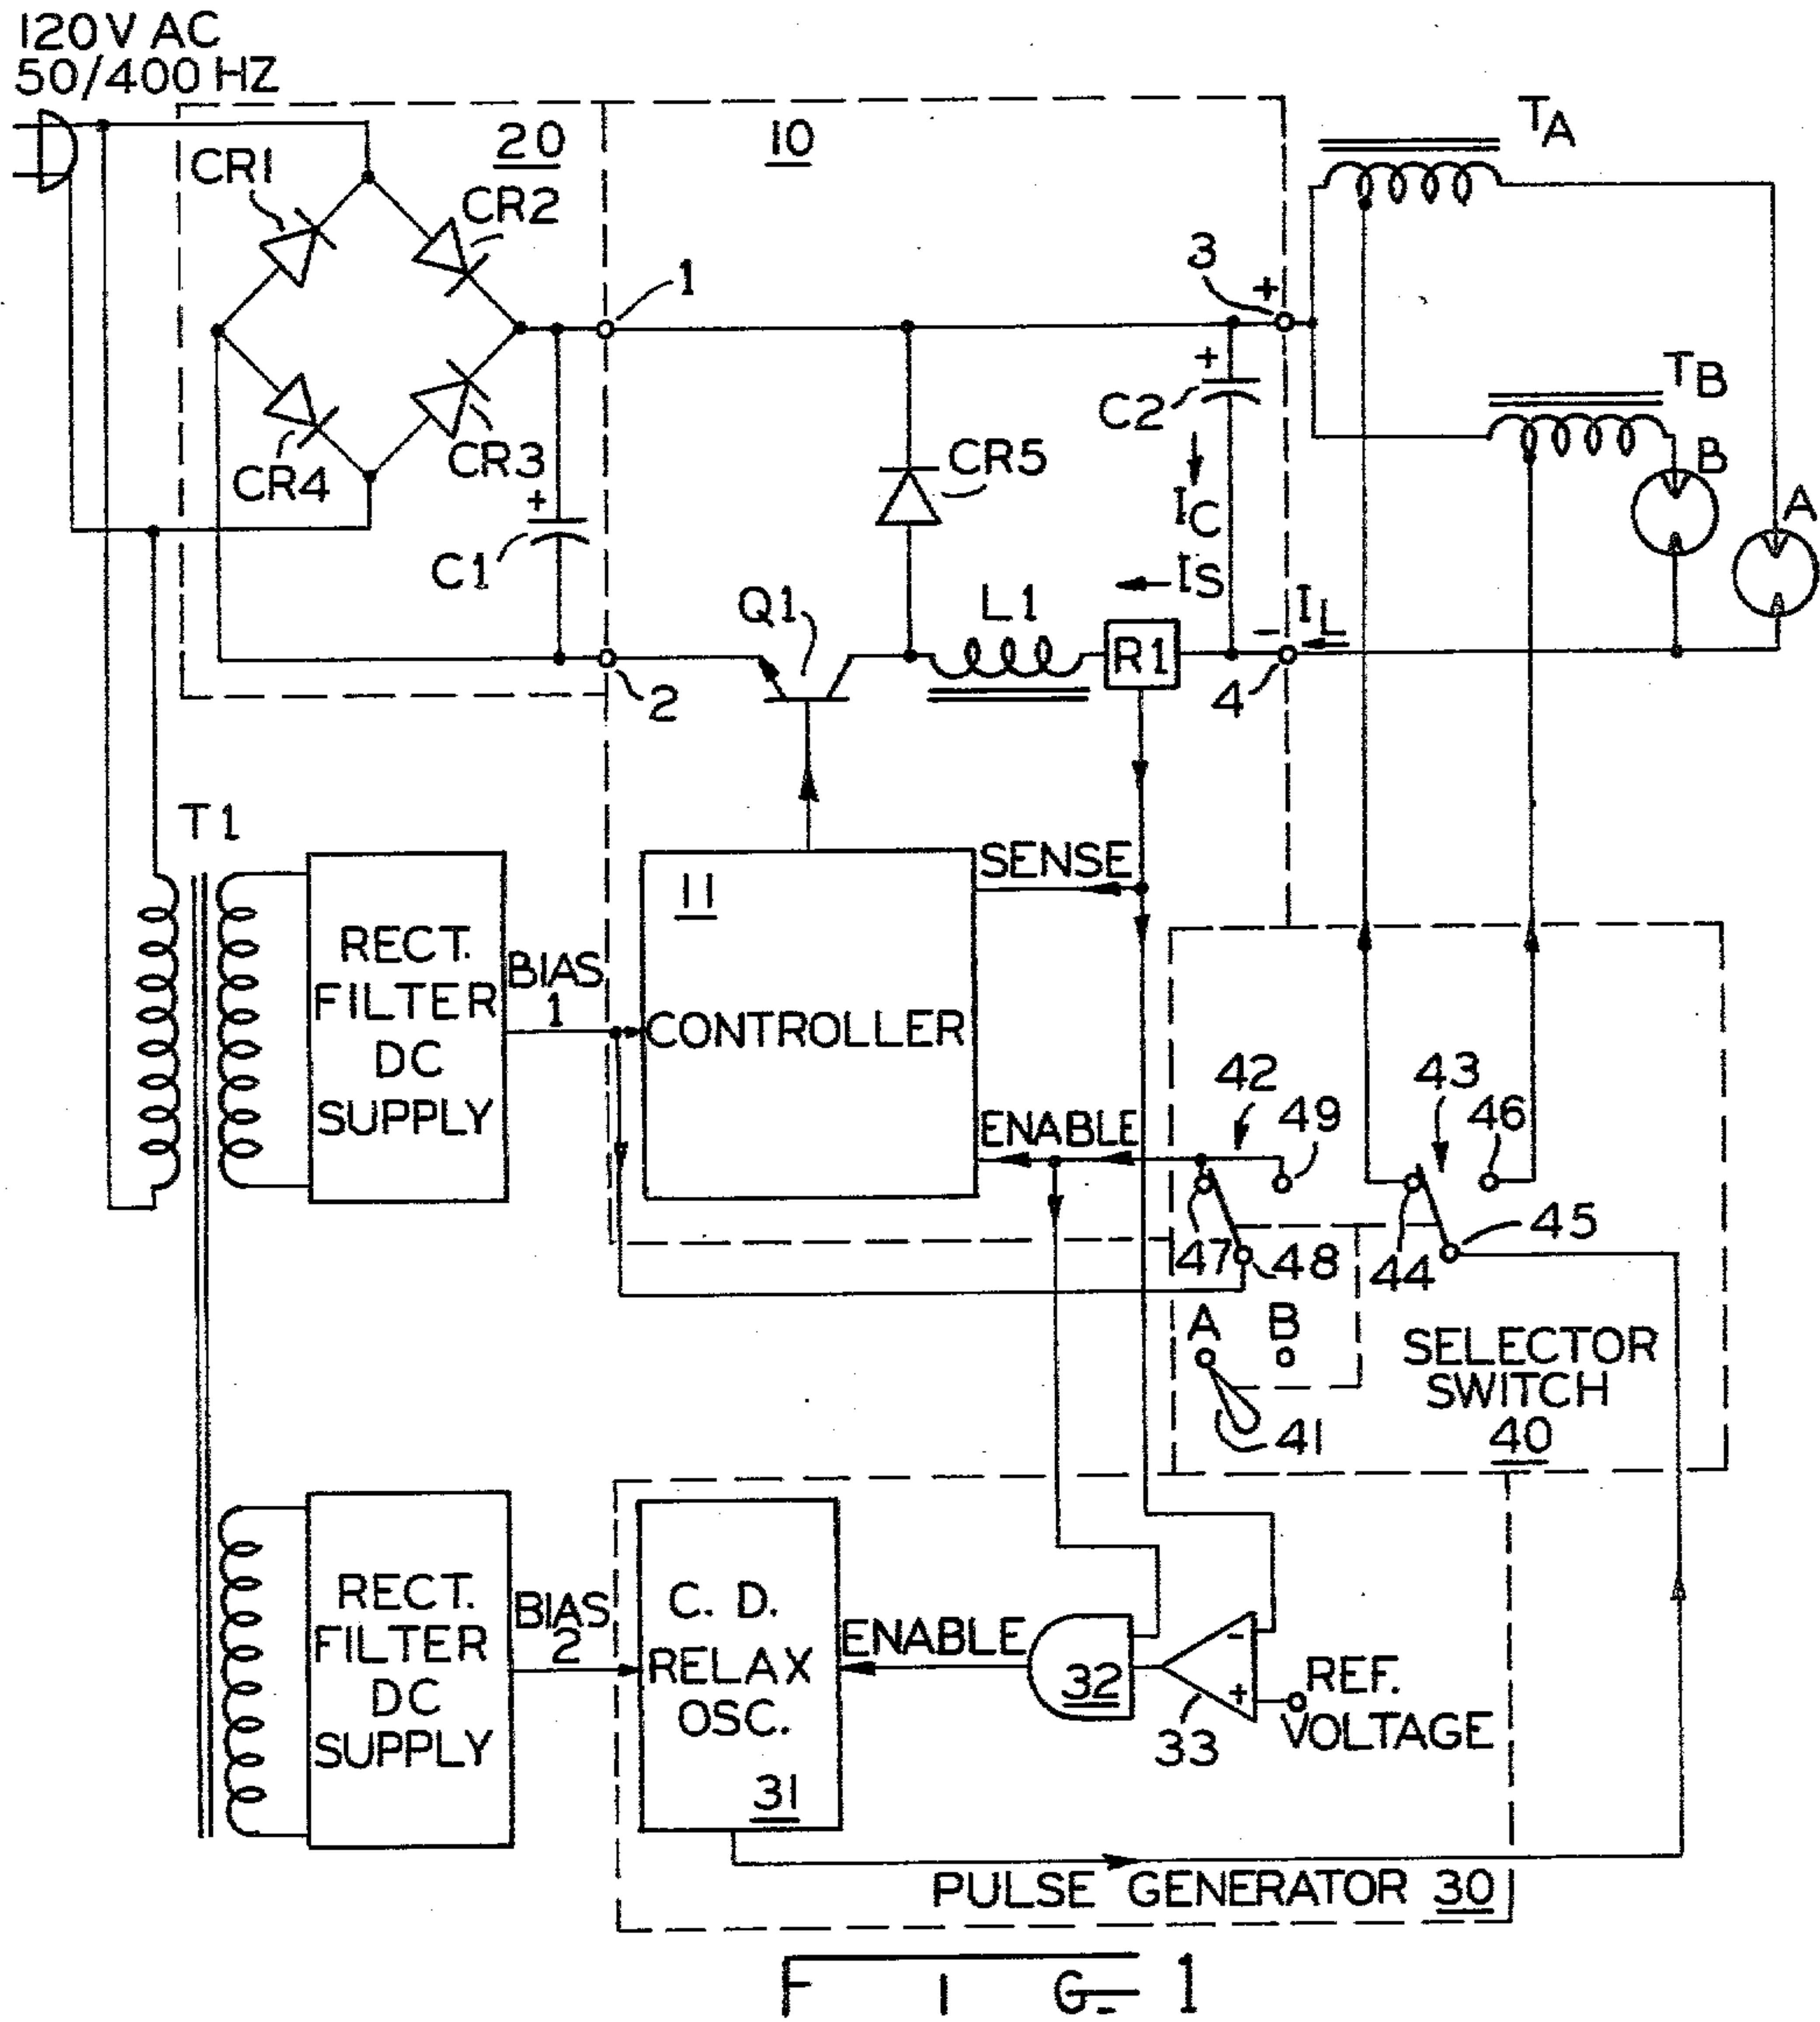 120V AC
50/400 HZ
20
10
TA
CR1
CR2
3
+
1
TB
+
C2
CR4
CR3
CR5
B
A
+
C1
IC
IS
Q1
L1
R1
-
IL
2
4
T1
SENSE
11
RECT.
FILTER
DC
SUPPLY
BIAS
1
CONTROLLER
ENABLE
42
49
43
46
47
48
44
45
A
B
41
SELECTOR
SWITCH
40
RECT.
FILTER
DC
SUPPLY
BIAS
2
C. D.
RELAX
OSC.
31
ENABLE
32
-
+
33
REF.
VOLTAGE
PULSE GENERATOR 30
FIG_ 1